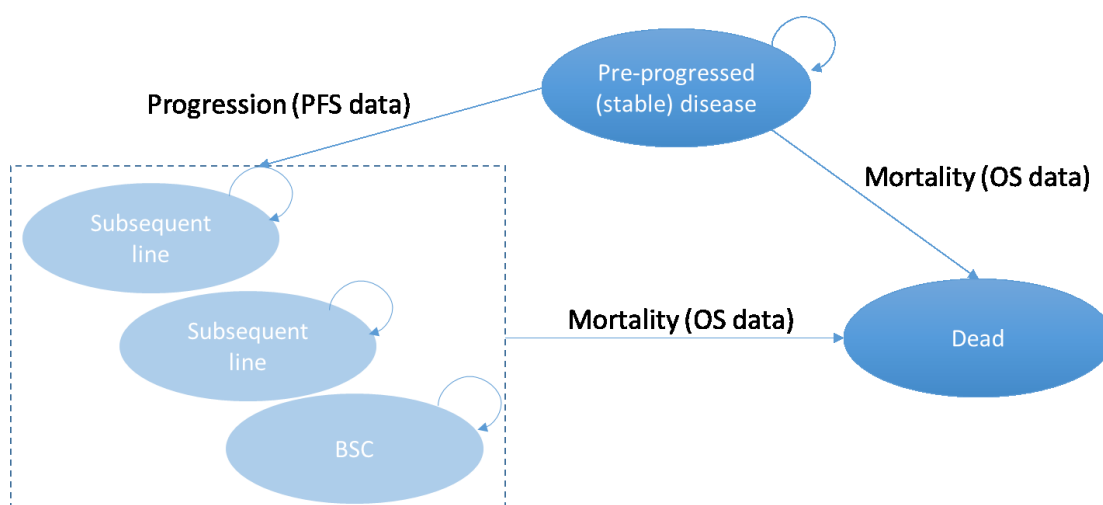 Pre-progressed
(stable) disease
Progression (PFS data)
Mortality (OS data)
Subsequent
line
Subsequent
line
Mortality (OS data)
Dead
BSC